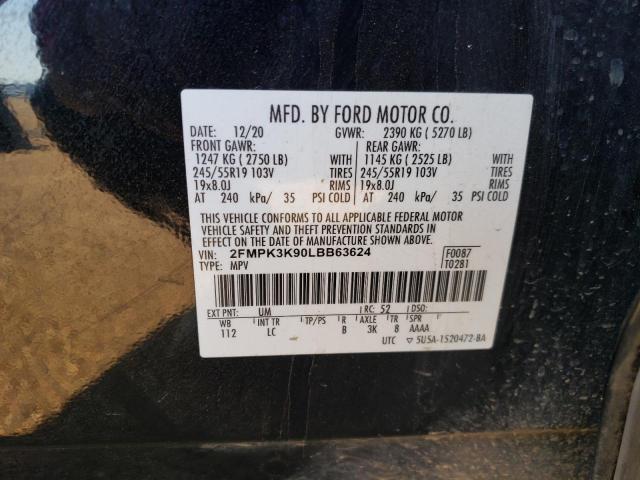 MFD. BY FORD MOTOR CO.
DATE: 12/20 GVWR: 2390 KG ( 5270 LB)
FRONT GAWR: REAR GAWR:
1247 KG ( 2750 LB) WITH 1145 KG ( 2525 LB) WITH
245/55R19 103V TIRES 245/55R19 103V TIRES
19x8.0J RIMS 19x8.0J RIMS
AT 240 kPa/ 35 PSI COLD AT 240 kPa/ 35 PSI COLD
THIS VEHICLE CONFORMS TO ALL APPLICABLE FEDERAL MOTOR
VEHICLE SAFETY AND THEFT PREVENTION STANDARDS IN
EFFECT ON THE DATE OF MANUFACTURE SHOWN ABOVE.
VIN: 2FMPK3K90LBB63624 F0087
TYPE: MPV T0281
EXT PNT: UM RC: 52 DSO:
WB INT TR TP/PS R AXLE TR SPR
112 LC B 3K 8 AAAA
UTC ▽ 5U5A-1520472-BA